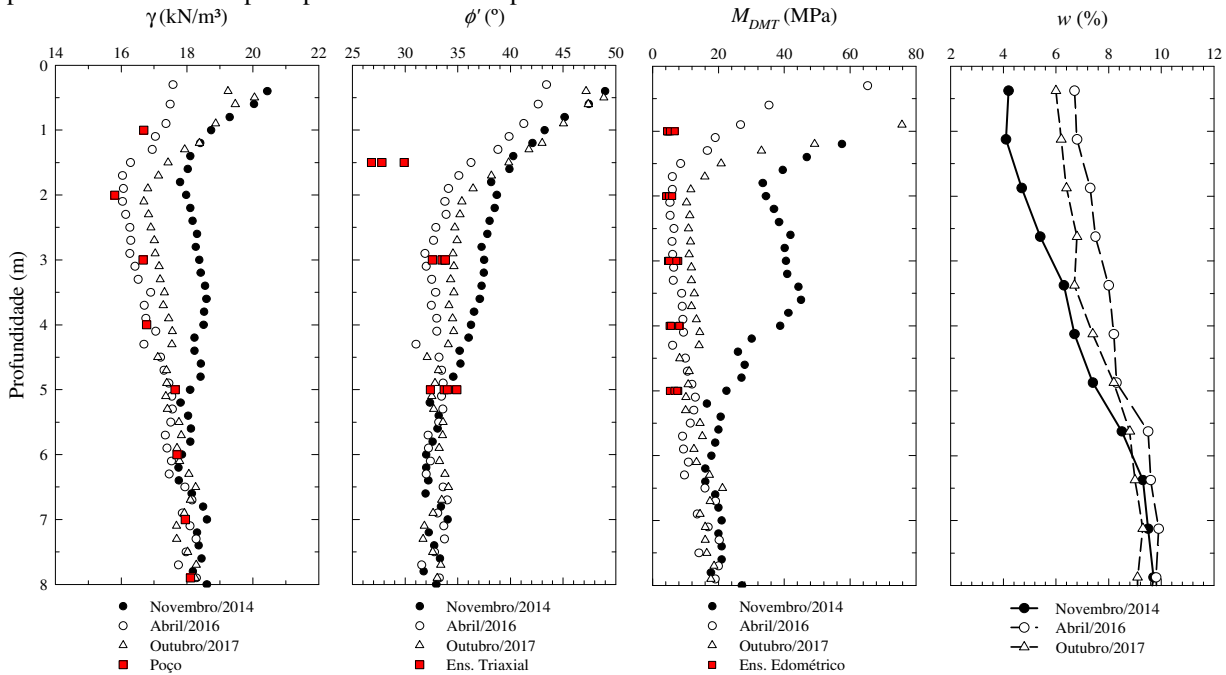 γ (kN/m³)
14 16 18 20 22
ϕ' (º)
25 30 35 40 45 50
M_DMT (MPa)
0 20 40 60 80
w (%)
2 4 6 8 10 12
Profundidade (m)
0
1
2
3
4
5
6
7
8
Novembro/2014
Abril/2016
Outubro/2017
Poço
Novembro/2014
Abril/2016
Outubro/2017
Ens. Triaxial
Novembro/2014
Abril/2016
Outubro/2017
Ens. Edométrico
Novembro/2014
Abril/2016
Outubro/2017